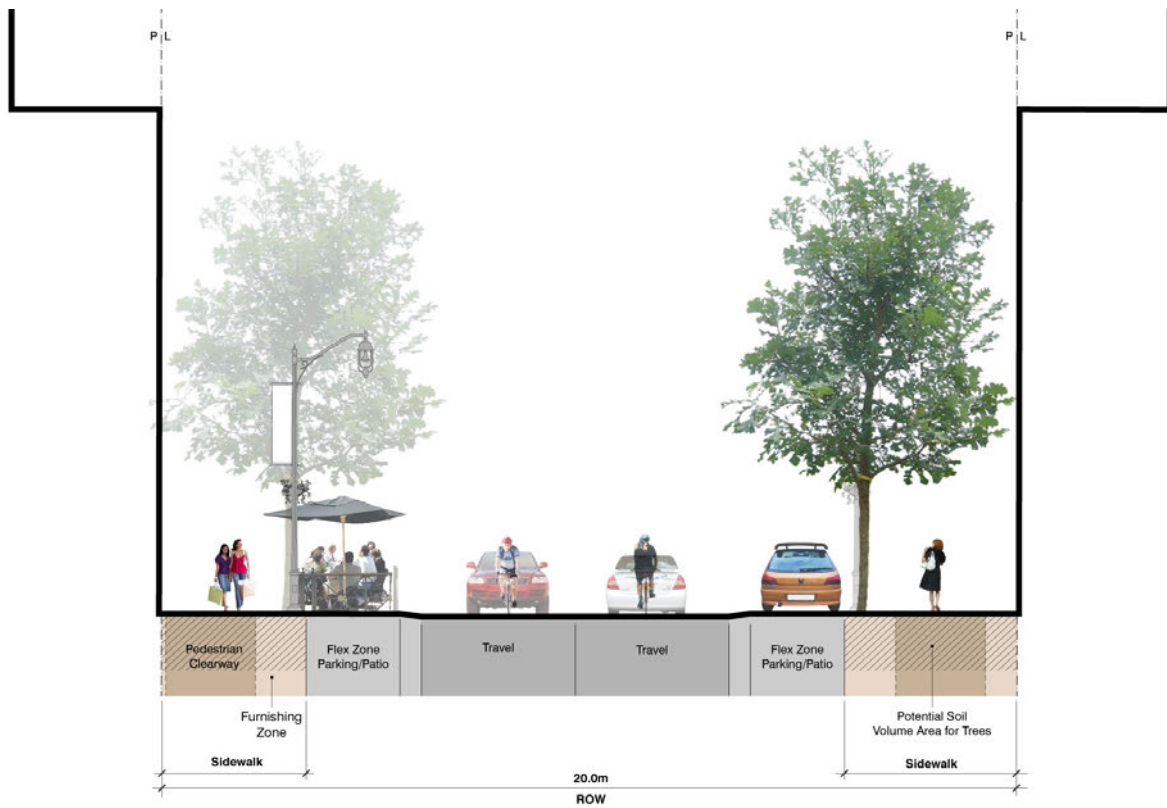 P L
P L
Pedestrian
Clearway
Flex Zone
Parking/Patio
Travel
Travel
Flex Zone
Parking/Patio
Furnishing
Zone
Potential Soil
Volume Area for Trees
Sidewalk
Sidewalk
20.0m
ROW